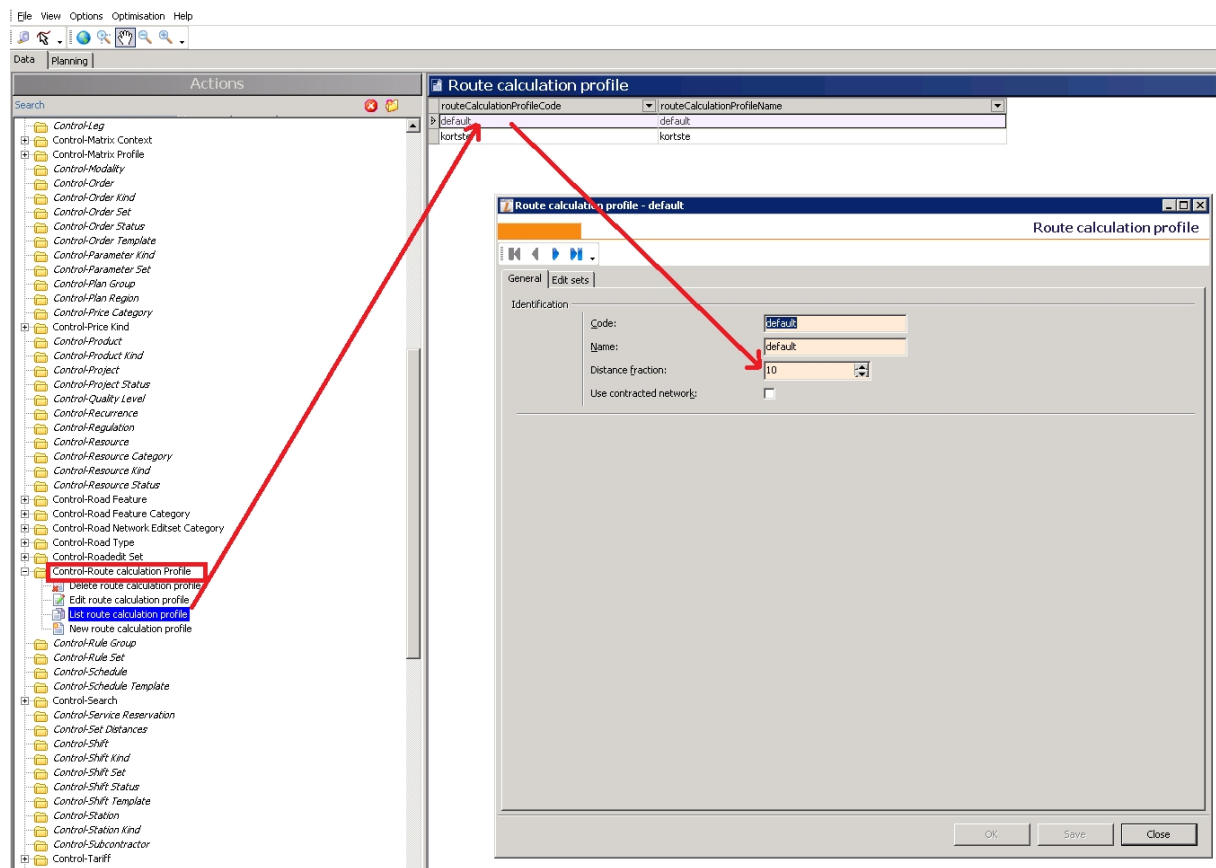 File View Options Optimisation Help
Data Planning
Actions
Search
Control-Leg
Control-Matrix Context
Control-Matrix Profile
Control-Modality
Control-Order
Control-Order Kind
Control-Order Set
Control-Order Status
Control-Order Template
Control-Parameter Kind
Control-Parameter Set
Control-Plan Group
Control-Plan Region
Control-Price Category
Control-Price Kind
Control-Product
Control-Product Kind
Control-Project
Control-Project Status
Control-Quality Level
Control-Recurrence
Control-Regulation
Control-Resource
Control-Resource Category
Control-Resource Kind
Control-Resource Status
Control-Road Feature
Control-Road Feature Category
Control-Road Network Editset Category
Control-Road Type
Control-Roadedit Set
Control-Route calculation Profile
Delete route calculation profile
Edit route calculation profile
List route calculation profile
New route calculation profile
Control-Rule Group
Control-Rule Set
Control-Schedule
Control-Schedule Template
Control-Search
Control-Service Reservation
Control-Set Distances
Control-Shift
Control-Shift Kind
Control-Shift Set
Control-Shift Status
Control-Shift Template
Control-Station
Control-Station Kind
Control-Subcontractor
Control-Tariff
Route calculation profile
routeCalculationProfileCode routeCalculationProfileName
default default
kortste kortste
Route calculation profile - default
Route calculation profile
General Edit sets
Identification
Code: default
Name: default
Distance fraction: 10
Use contracted network:
OK Save Close